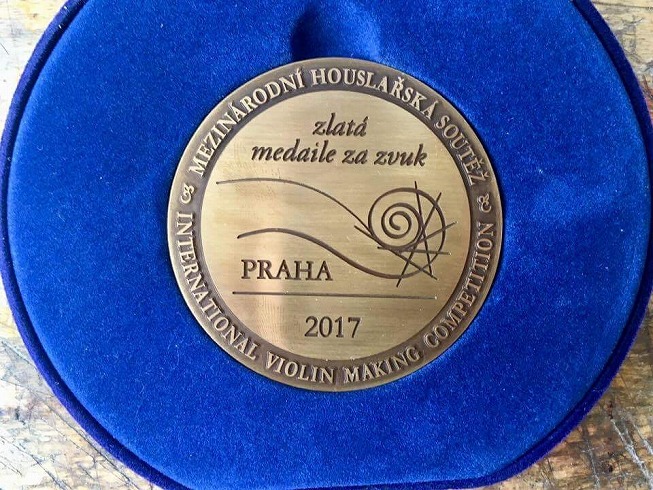 MEZINÁRODNÍ HOUSLAŘSKÁ SOUTĚŽ
zlatá
medaile za zvuk
PRAHA
2017
INTERNATIONAL VIOLIN MAKING COMPETITION